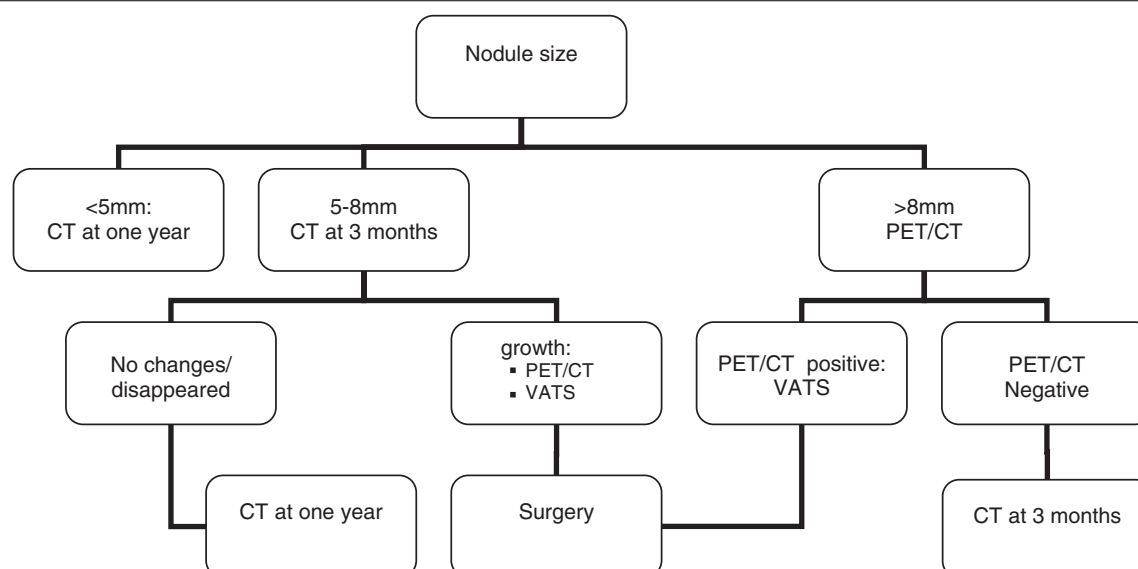 Nodule size
<5mm:
CT at one year
5-8mm
CT at 3 months
>8mm
PET/CT
No changes/
disappeared
growth:
▪ PET/CT
▪ VATS
PET/CT positive:
VATS
PET/CT
Negative
CT at one year
Surgery
CT at 3 months